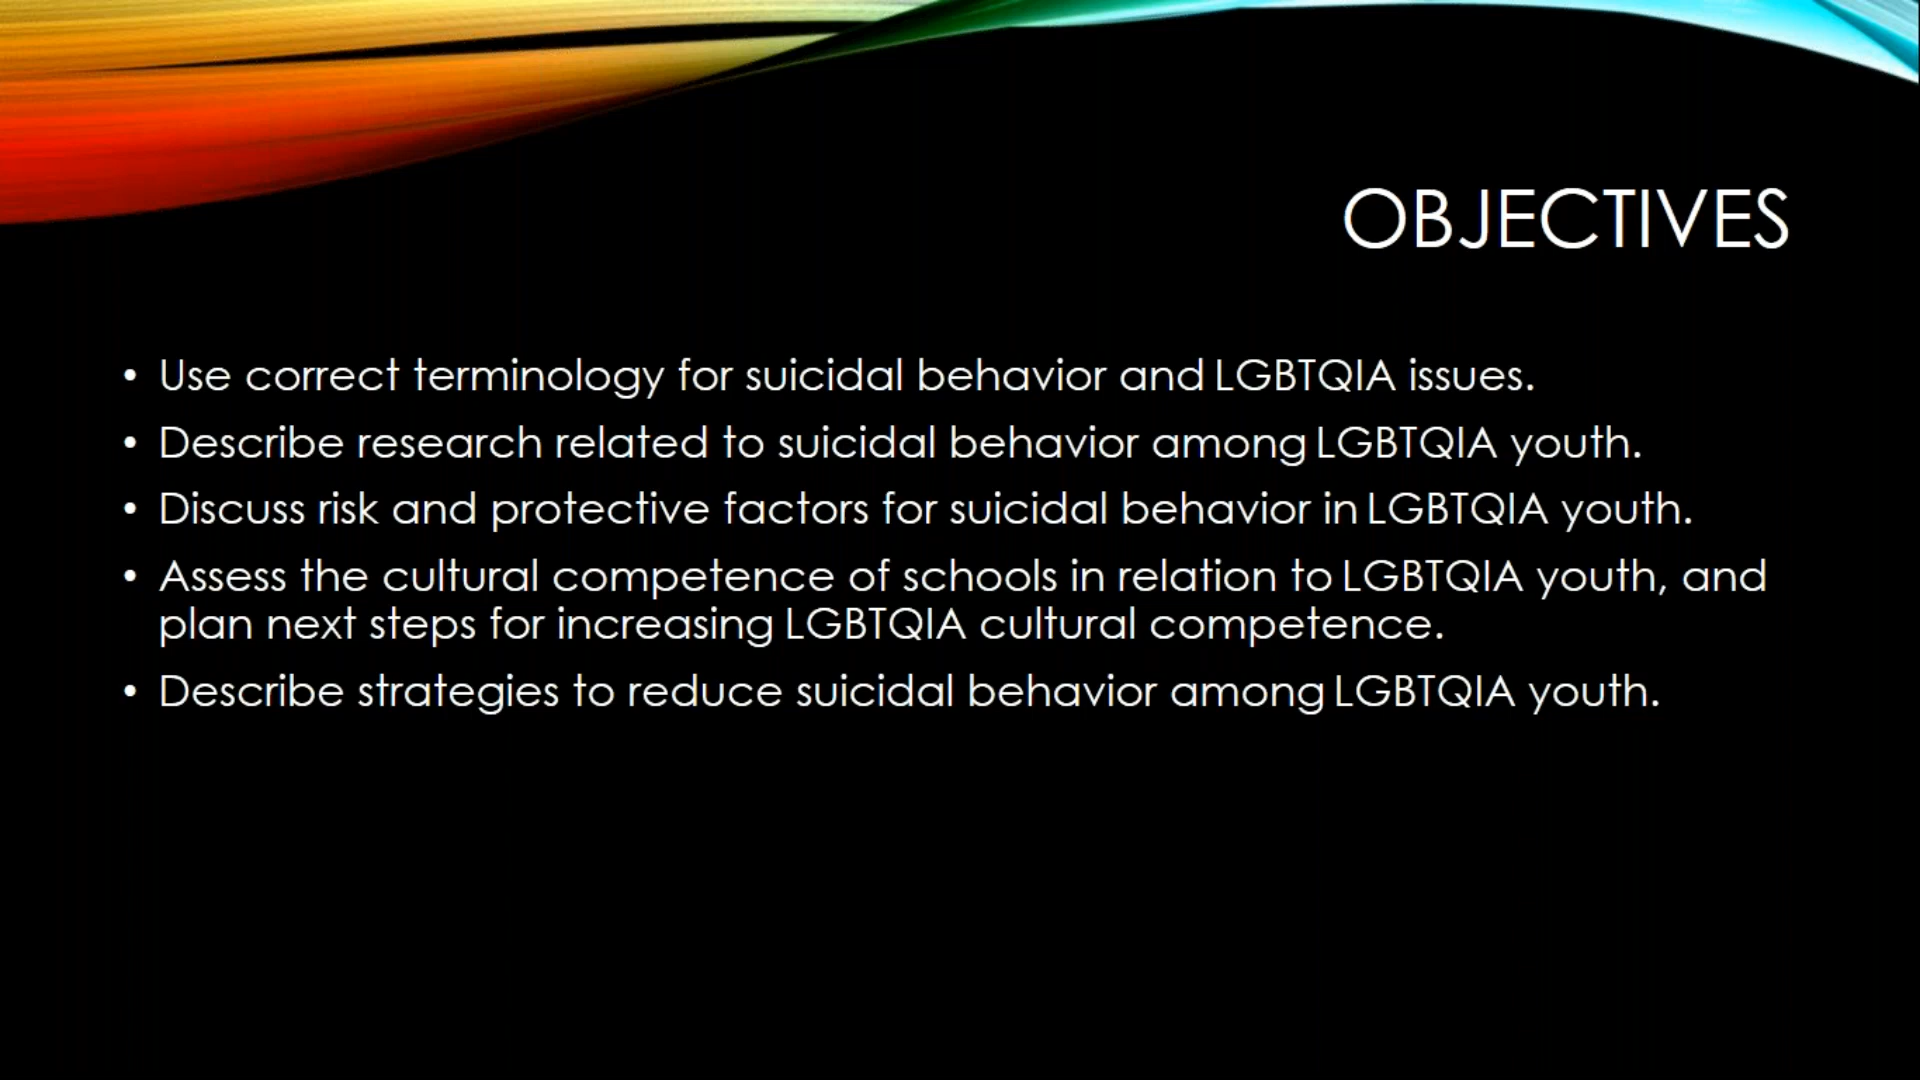 OBJECTIVES
• Use correct terminology for suicidal behavior and LGBTQIA issues.
• Describe research related to suicidal behavior among LGBTQIA youth.
• Discuss risk and protective factors for suicidal behavior in LGBTQIA youth.
• Assess the cultural competence of schools in relation to LGBTQIA youth, and
plan next steps for increasing LGBTQIA cultural competence.
• Describe strategies to reduce suicidal behavior among LGBTQIA youth.